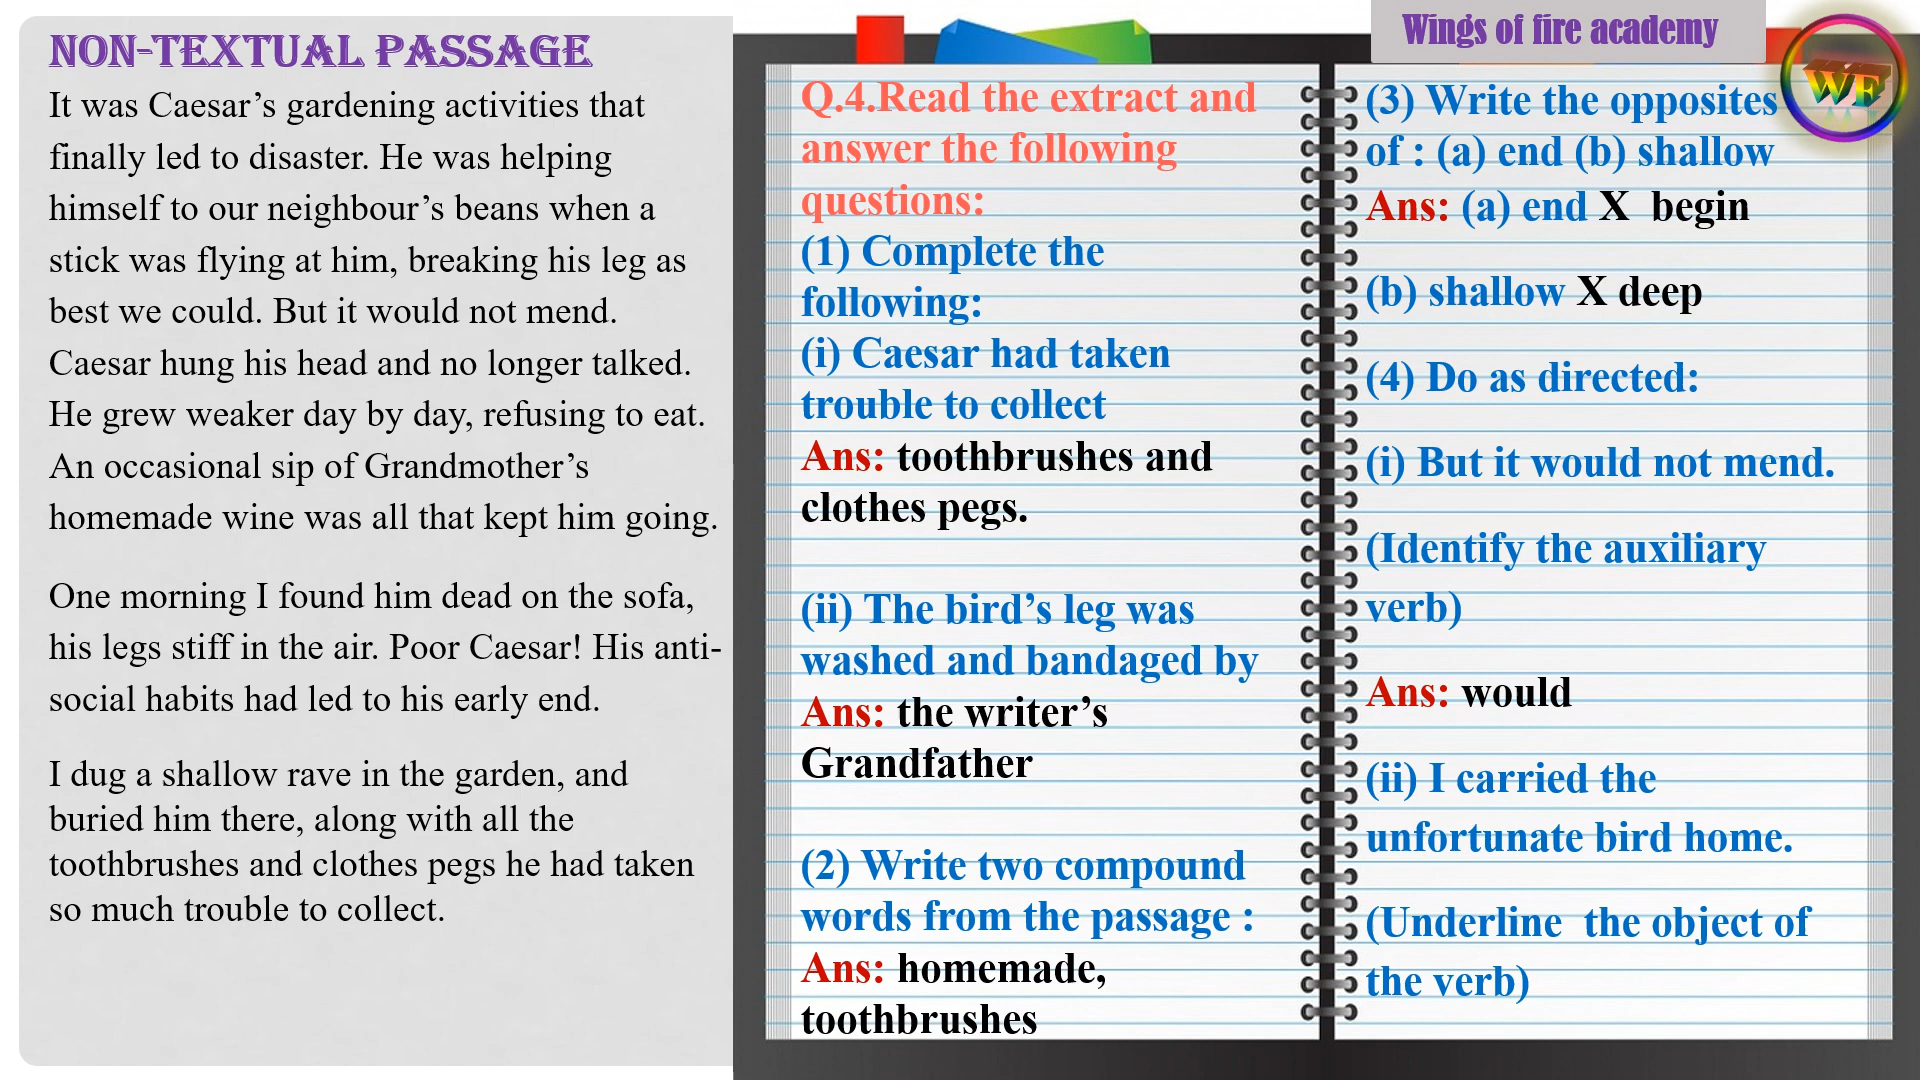 NON-TEXTUAL PASSAGE
It was Caesar’s gardening activities that
finally led to disaster. He was helping
himself to our neighbour’s beans when a
stick was flying at him, breaking his leg as
best we could. But it would not mend.
Caesar hung his head and no longer talked.
He grew weaker day by day, refusing to eat.
An occasional sip of Grandmother’s
homemade wine was all that kept him going.
One morning I found him dead on the sofa,
his legs stiff in the air. Poor Caesar! His anti-
social habits had led to his early end.
I dug a shallow rave in the garden, and
buried him there, along with all the
toothbrushes and clothes pegs he had taken
so much trouble to collect.
Q.4.Read the extract and
answer the following
questions:
(1) Complete the
following:
(i) Caesar had taken
trouble to collect
Ans: toothbrushes and
clothes pegs.
(ii) The bird’s leg was
washed and bandaged by
Ans: the writer’s
Grandfather
(2) Write two compound
words from the passage :
Ans: homemade,
toothbrushes
Wings of fire academy
WF
(3) Write the opposites
of : (a) end (b) shallow
Ans: (a) end X begin
(b) shallow X deep
(4) Do as directed:
(i) But it would not mend.
(Identify the auxiliary
verb)
Ans: would
(ii) I carried the
unfortunate bird home.
(Underline the object of
the verb)